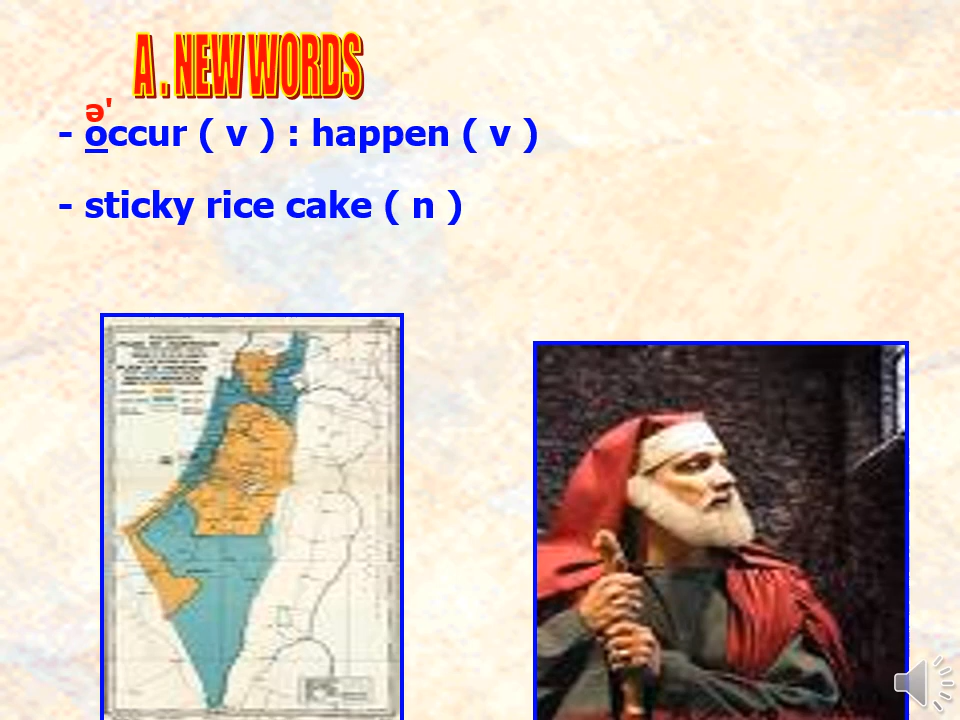 A . NEW WORDS
ə'
- occur ( v ) : happen ( v )
- sticky rice cake ( n )